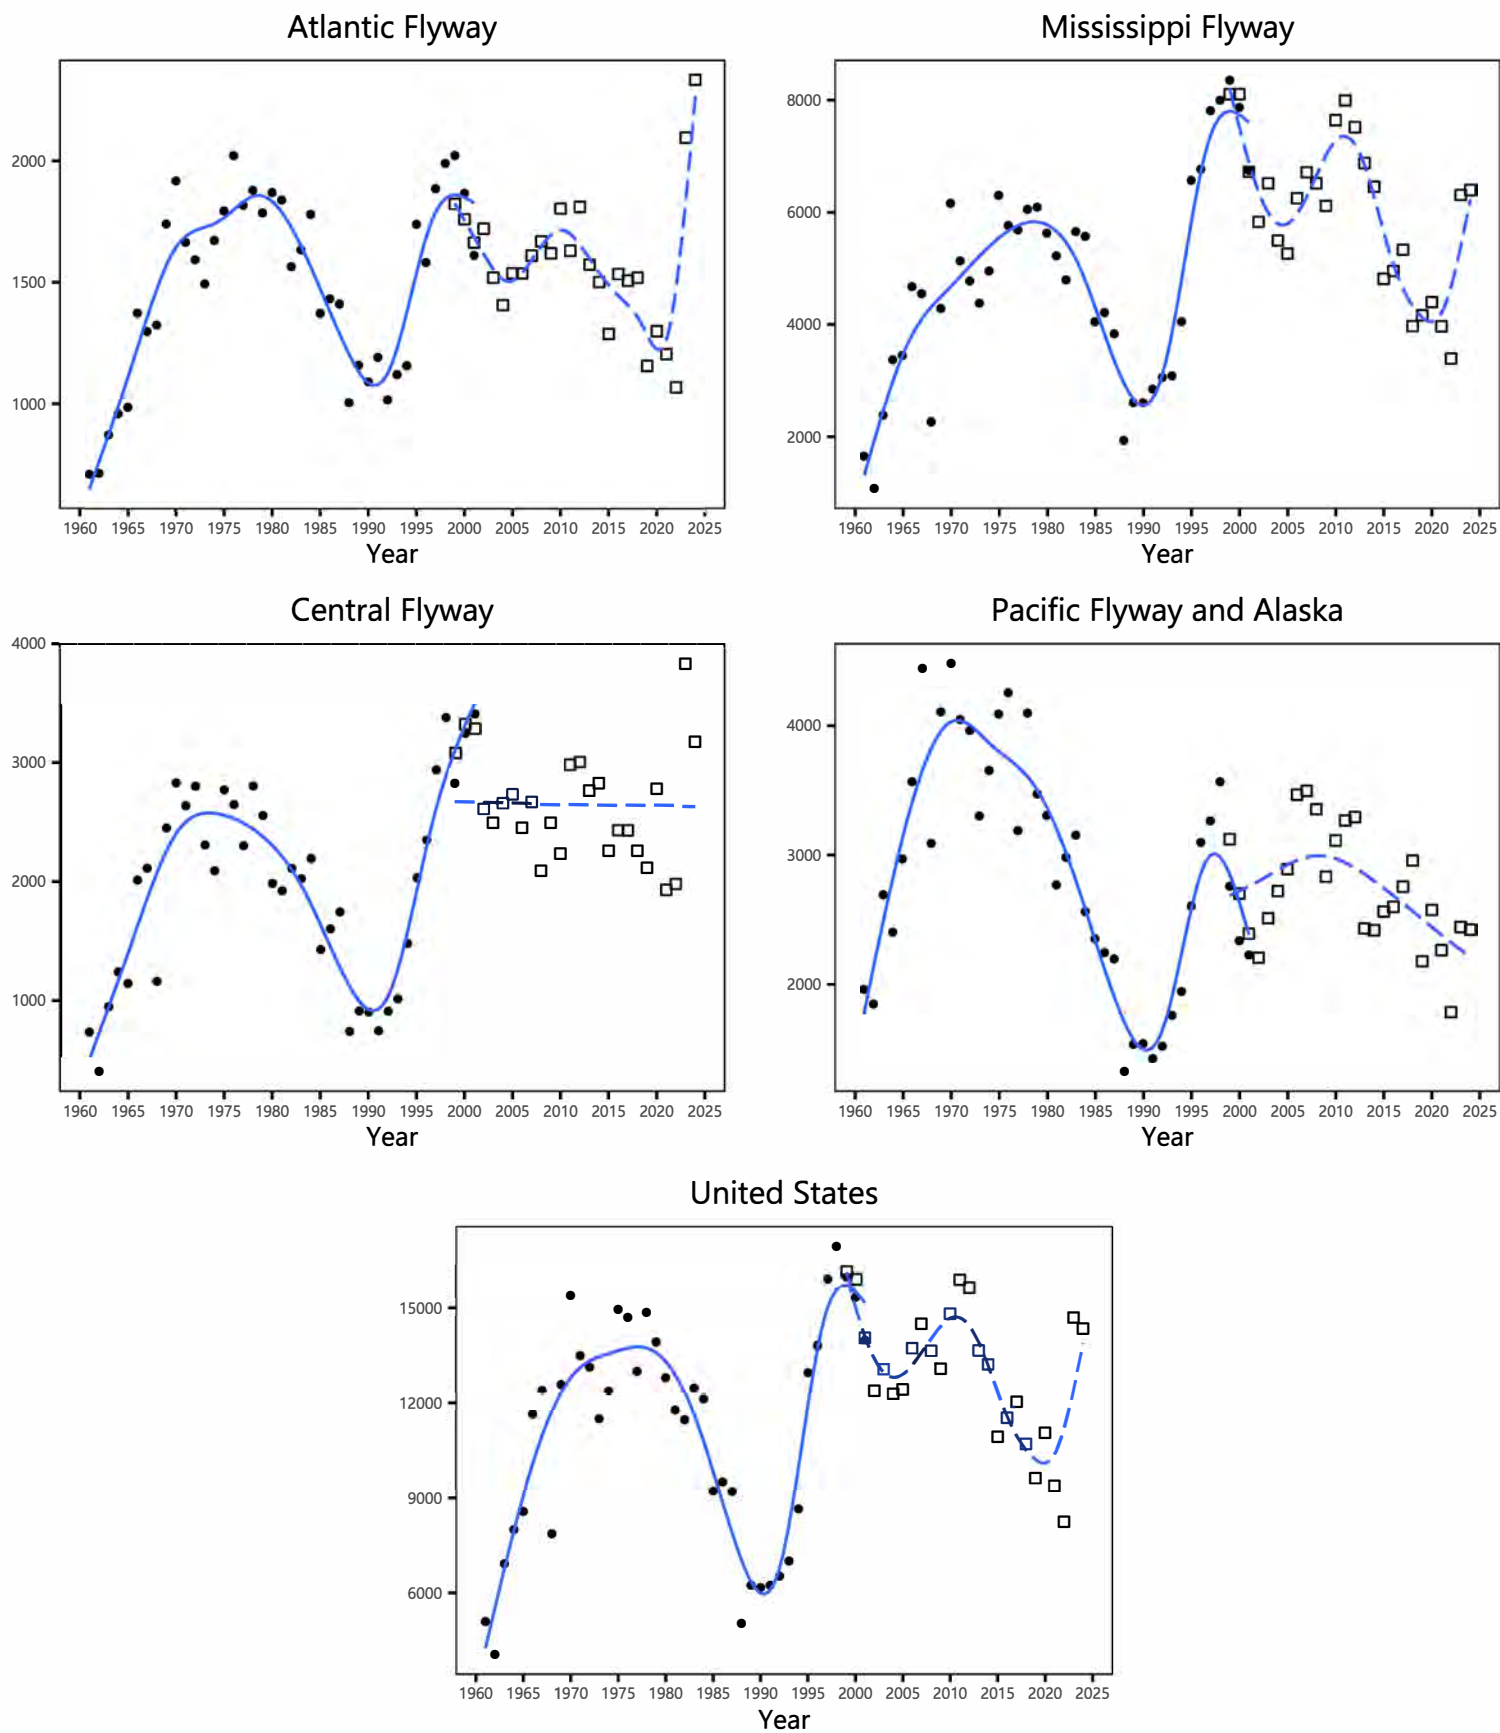 Atlantic Flyway
2000
1500
1000
1960 1965 1970 1975 1980 1985 1990 1995 2000 2005 2010 2015 2020 2025
Year
Mississippi Flyway
8000
6000
4000
2000
1960 1965 1970 1975 1980 1985 1990 1995 2000 2005 2010 2015 2020 2025
Year
Central Flyway
4000
3000
2000
1000
1960 1965 1970 1975 1980 1985 1990 1995 2000 2005 2010 2015 2020 2025
Year
Pacific Flyway and Alaska
4000
3000
2000
1960 1965 1970 1975 1980 1985 1990 1995 2000 2005 2010 2015 2020 2025
Year
United States
15000
12000
9000
6000
1960 1965 1970 1975 1980 1985 1990 1995 2000 2005 2010 2015 2020 2025
Year